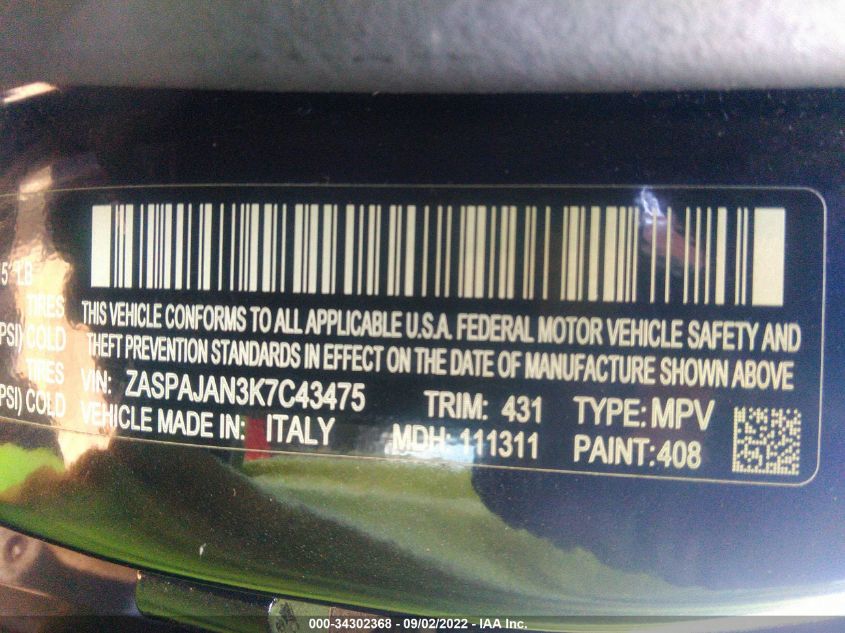 5 LB
TIRES
PSI) COLD
TIRES
PSI) COLD
THIS VEHICLE CONFORMS TO ALL APPLICABLE U.S.A. FEDERAL MOTOR VEHICLE SAFETY AND
THEFT PREVENTION STANDARDS IN EFFECT ON THE DATE OF MANUFACTURE SHOWN ABOVE
VIN: ZASPAJAN3K7C43475 TRIM: 431 TYPE: MPV
VEHICLE MADE IN: ITALY MDH: 111311 PAINT:408
000-34302368 - 09/02/2022 - IAA Inc.